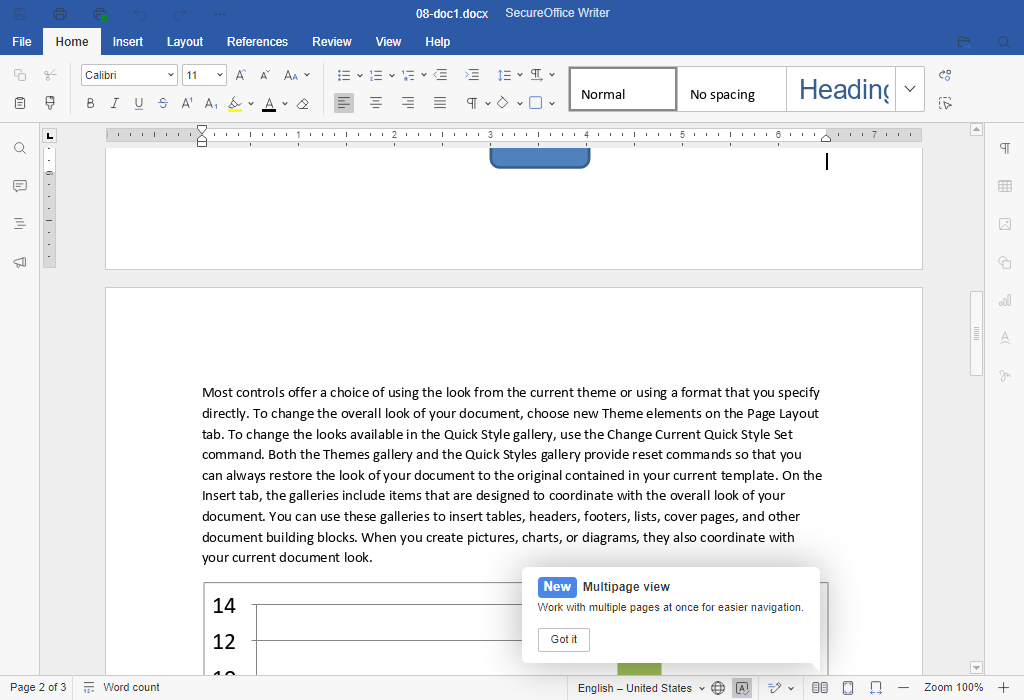 08-doc1.docx SecureOffice Writer
File Home Insert Layout References Review View Help
Calibri 11
Normal No spacing Heading
1 2 3 4 5 6 7
Most controls offer a choice of using the look from the current theme or using a format that you specify
directly. To change the overall look of your document, choose new Theme elements on the Page Layout
tab. To change the looks available in the Quick Style gallery, use the Change Current Quick Style Set
command. Both the Themes gallery and the Quick Styles gallery provide reset commands so that you
can always restore the look of your document to the original contained in your current template. On the
Insert tab, the galleries include items that are designed to coordinate with the overall look of your
document. You can use these galleries to insert tables, headers, footers, lists, cover pages, and other
document building blocks. When you create pictures, charts, or diagrams, they also coordinate with
your current document look.
14
12
10
New Multipage view
Work with multiple pages at once for easier navigation.
Got it
Page 2 of 3 Word count English – United States Zoom 100%